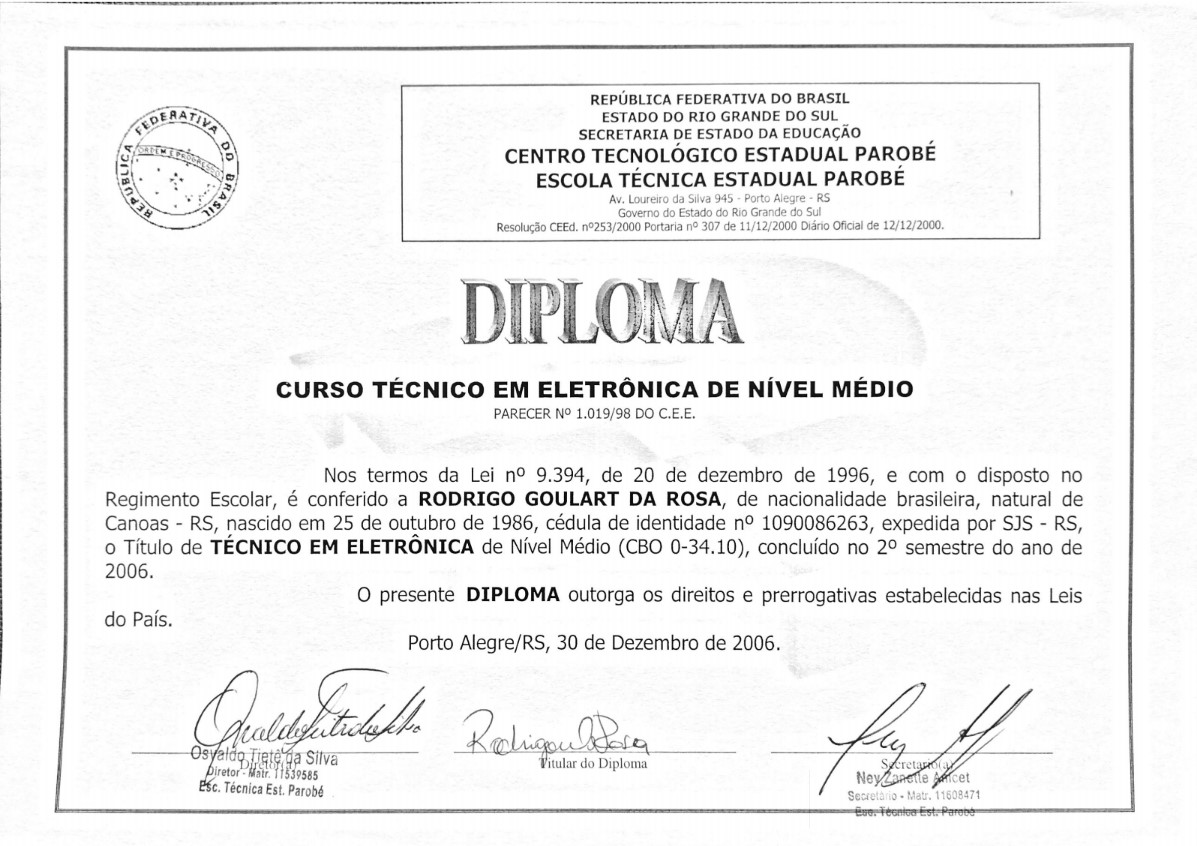 REPÚBLICA FEDERATIVA DO BRASIL
ORDEM E PROGRESSO
REPÚBLICA FEDERATIVA DO BRASIL
ESTADO DO RIO GRANDE DO SUL
SECRETARIA DE ESTADO DA EDUCAÇÃO
CENTRO TECNOLÓGICO ESTADUAL PAROBÉ
ESCOLA TÉCNICA ESTADUAL PAROBÉ
Av. Loureiro da Silva 945 - Porto Alegre - RS
Governo do Estado do Rio Grande do Sul
Resolução CEEd. nº253/2000 Portaria nº 307 de 11/12/2000 Diário Oficial de 12/12/2000.
DIPLOMA
CURSO TÉCNICO EM ELETRÔNICA DE NÍVEL MÉDIO
PARECER Nº 1.019/98 DO C.E.E.
Nos termos da Lei nº 9.394, de 20 de dezembro de 1996, e com o disposto no
Regimento Escolar, é conferido a RODRIGO GOULART DA ROSA, de nacionalidade brasileira, natural de
Canoas - RS, nascido em 25 de outubro de 1986, cédula de identidade nº 1090086263, expedida por SJS - RS,
o Título de TÉCNICO EM ELETRÔNICA de Nível Médio (CBO 0-34.10), concluído no 2º semestre do ano de
2006.
O presente DIPLOMA outorga os direitos e prerrogativas estabelecidas nas Leis
do País.
Porto Alegre/RS, 30 de Dezembro de 2006.
Osvaldo Tietê da Silva
Diretor(a)
Diretor - Matr. 11539585
Esc. Técnica Est. Parobé
Titular do Diploma
Secretário(a)
Ney Zanette Amicet
Secretário - Matr. 11608471
Esc. Técnica Est. Parobé